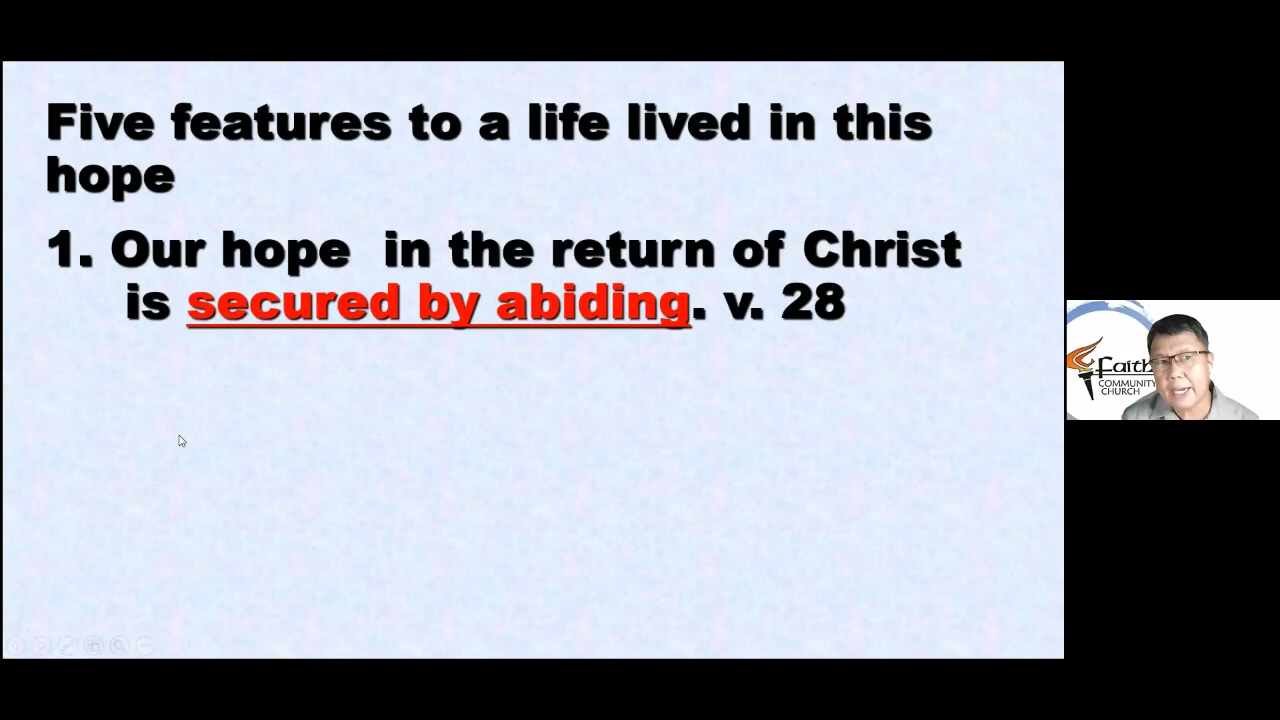 Five features to a life lived in this
hope
1. Our hope in the return of Christ
is secured by abiding. v. 28
Faith
COMMUNITY
CHURCH